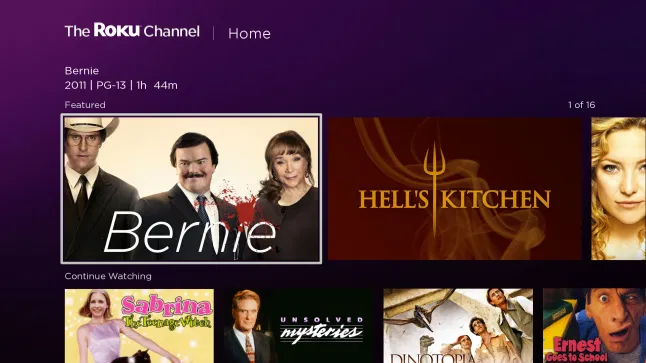 The ROKU Channel | Home
Bernie
2011 | PG-13 | 1h 44m
Featured
1 of 16
Bernie
HELL'S KITCHEN
Continue Watching
Sabrina
The Teenage Witch
UNSOLVED
mysteries
DINOTOPIA
Ernest
Goes to School